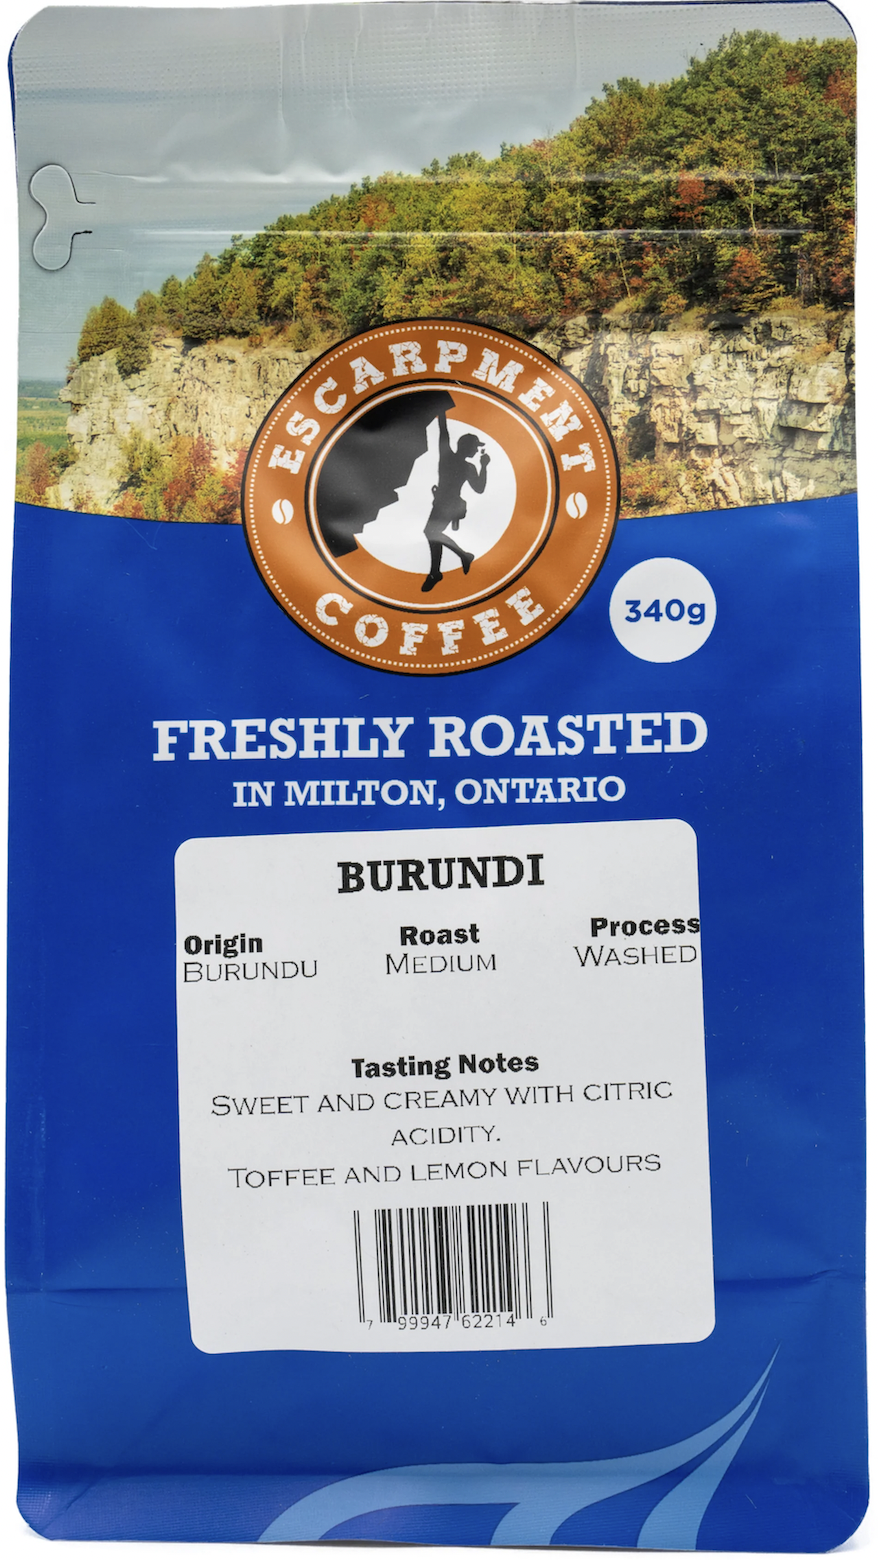 ESCARPMENT
COFFEE
340g
FRESHLY ROASTED
IN MILTON, ONTARIO
BURUNDI
Origin Roast Process
BURUNDU MEDIUM WASHED
Tasting Notes
SWEET AND CREAMY WITH CITRIC
ACIDITY.
TOFFEE AND LEMON FLAVOURS
7 99947 62214 6